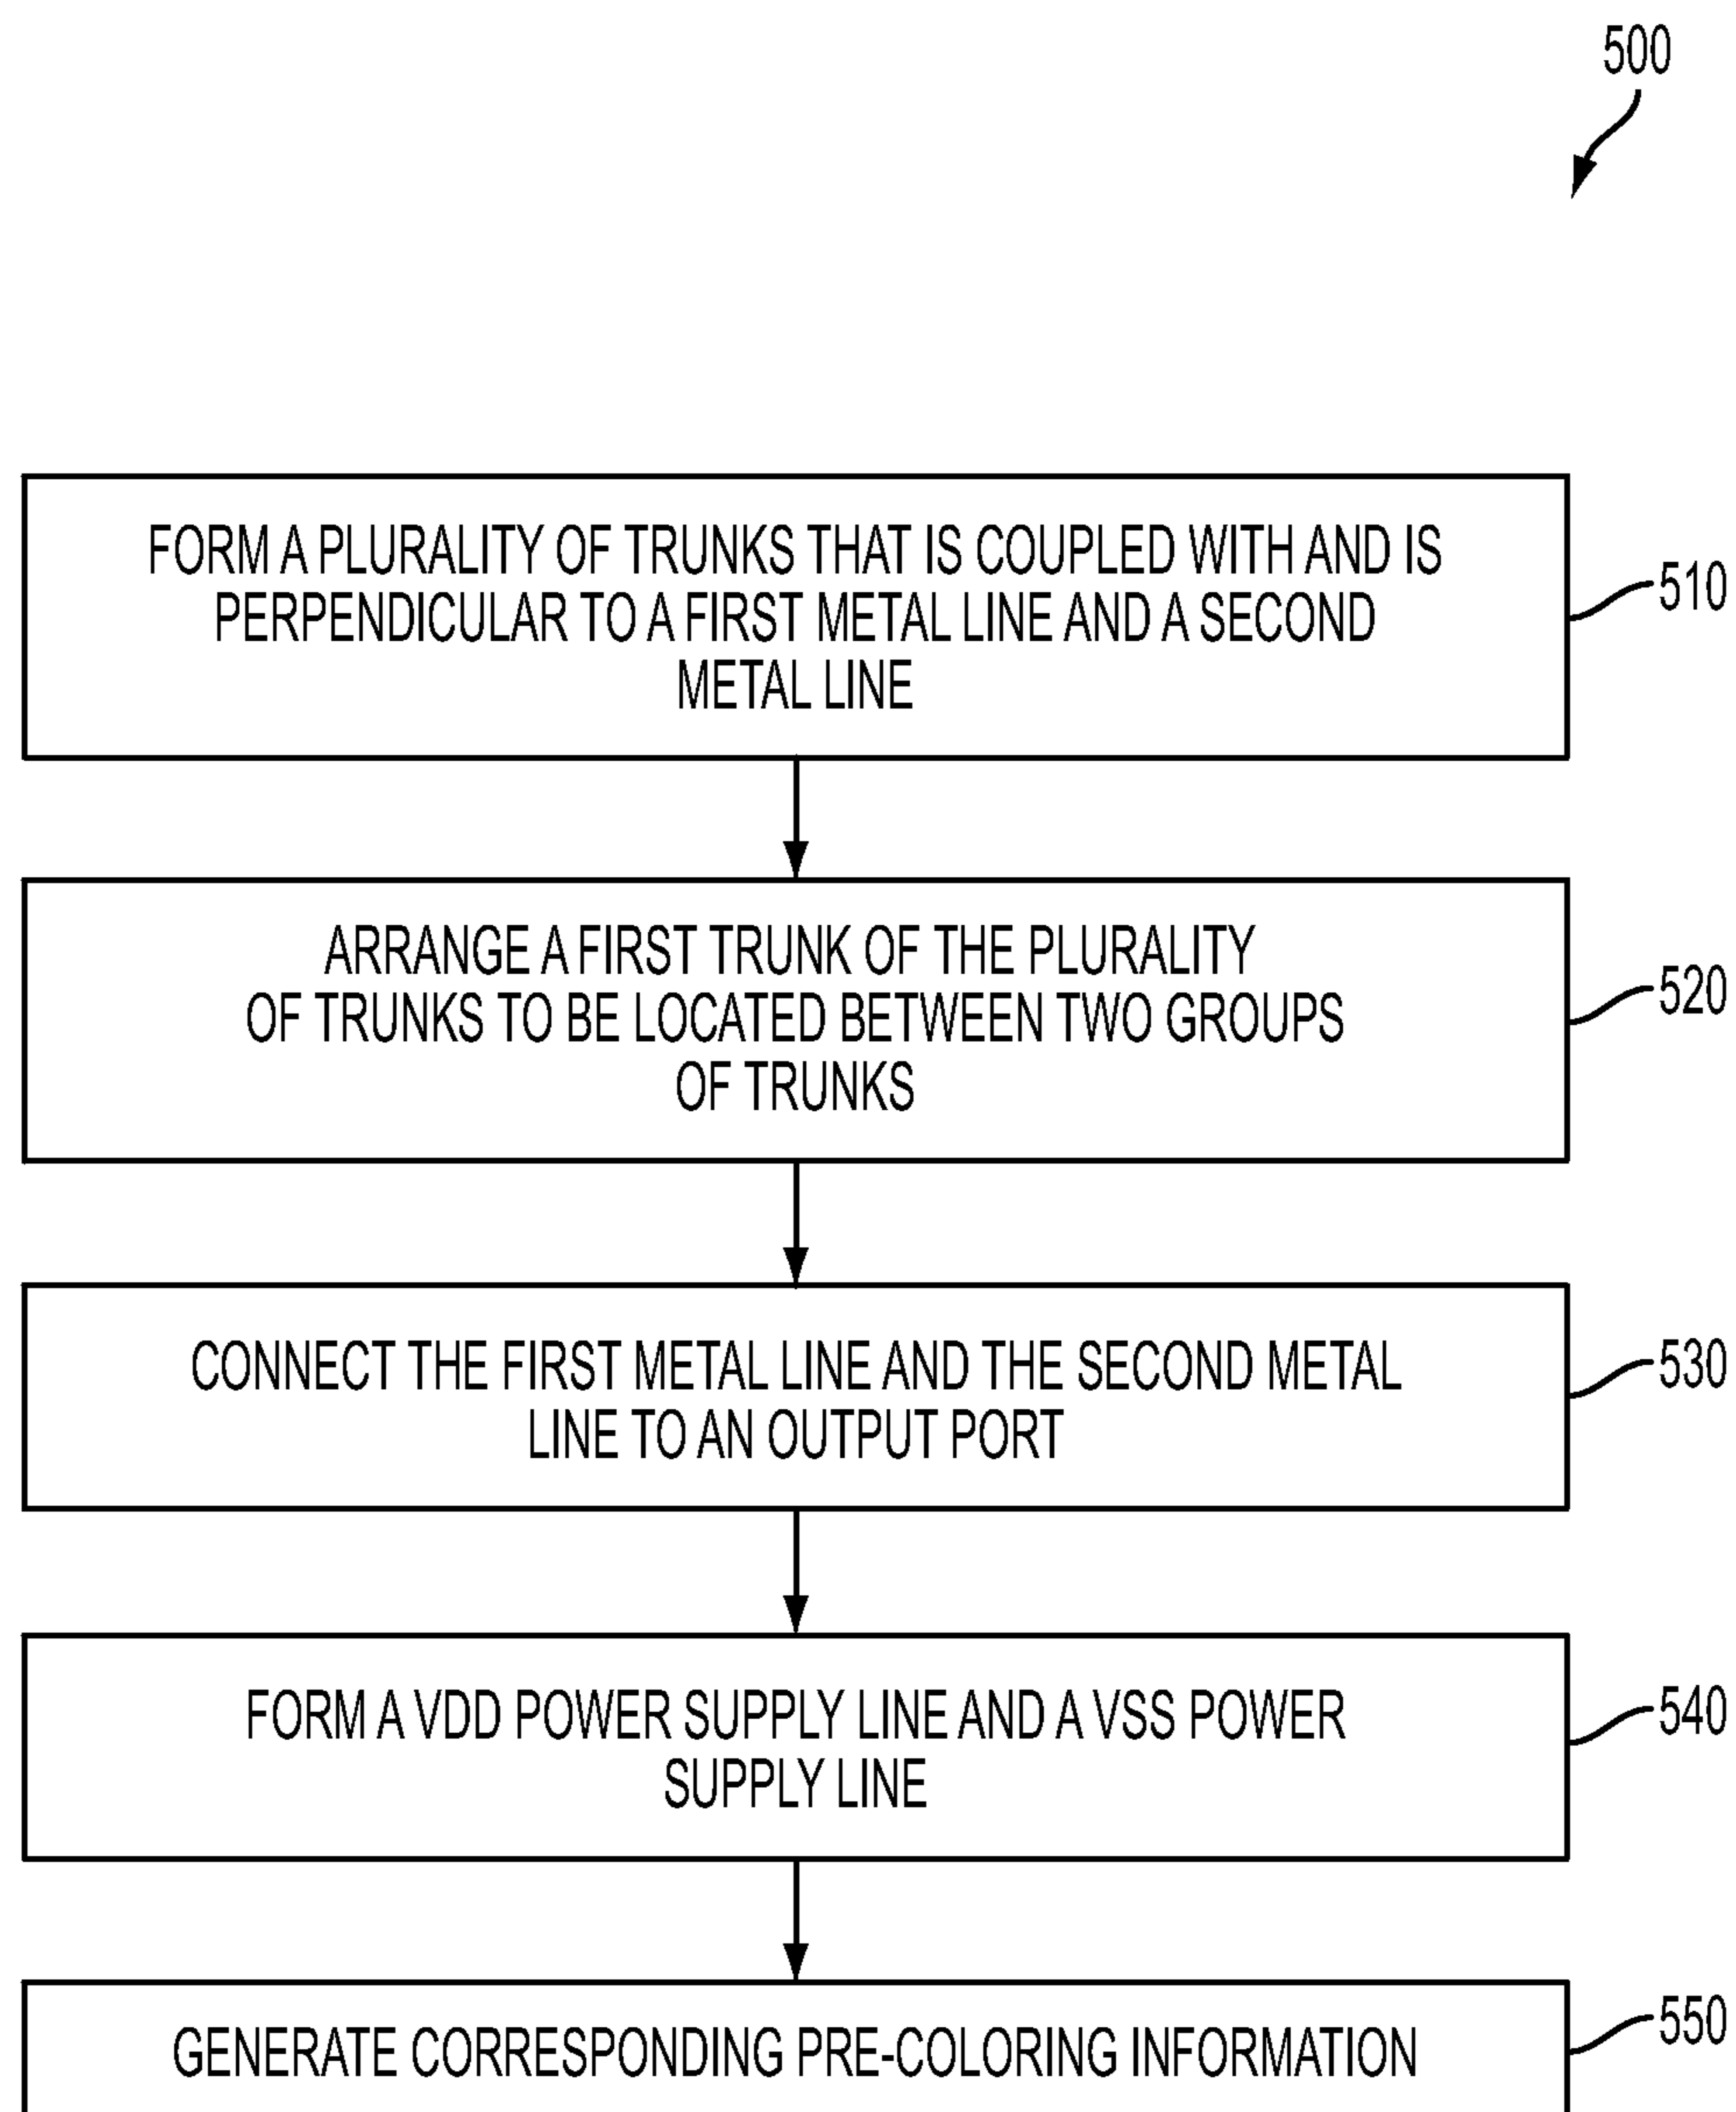 500
FORM A PLURALITY OF TRUNKS THAT IS COUPLED WITH AND IS
PERPENDICULAR TO A FIRST METAL LINE AND A SECOND
METAL LINE
510
ARRANGE A FIRST TRUNK OF THE PLURALITY
OF TRUNKS TO BE LOCATED BETWEEN TWO GROUPS
OF TRUNKS
520
CONNECT THE FIRST METAL LINE AND THE SECOND METAL
LINE TO AN OUTPUT PORT
530
FORM A VDD POWER SUPPLY LINE AND A VSS POWER
SUPPLY LINE
540
GENERATE CORRESPONDING PRE-COLORING INFORMATION
550